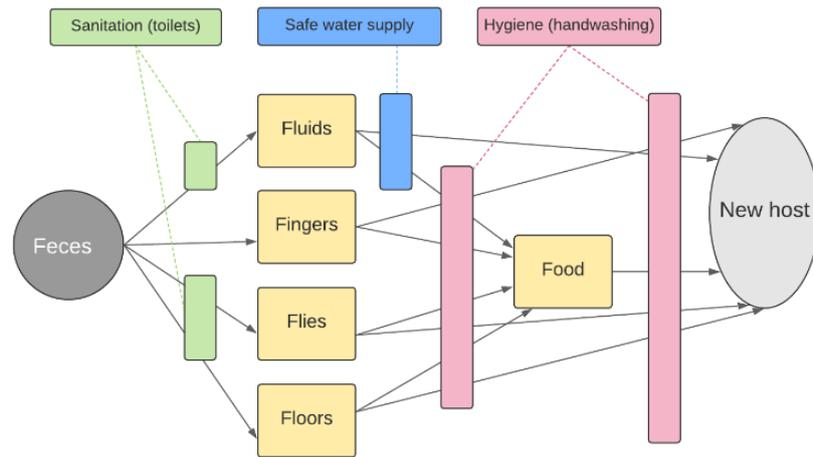 Sanitation (toilets)
Safe water supply
Hygiene (handwashing)
Fluids
Fingers
Feces
New host
Food
Flies
Floors